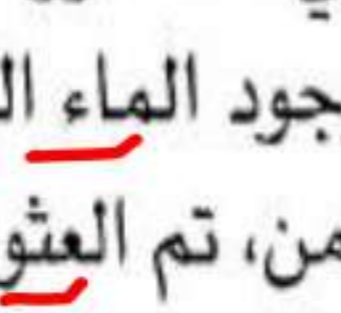 جود الماء ال
من، تم العثو